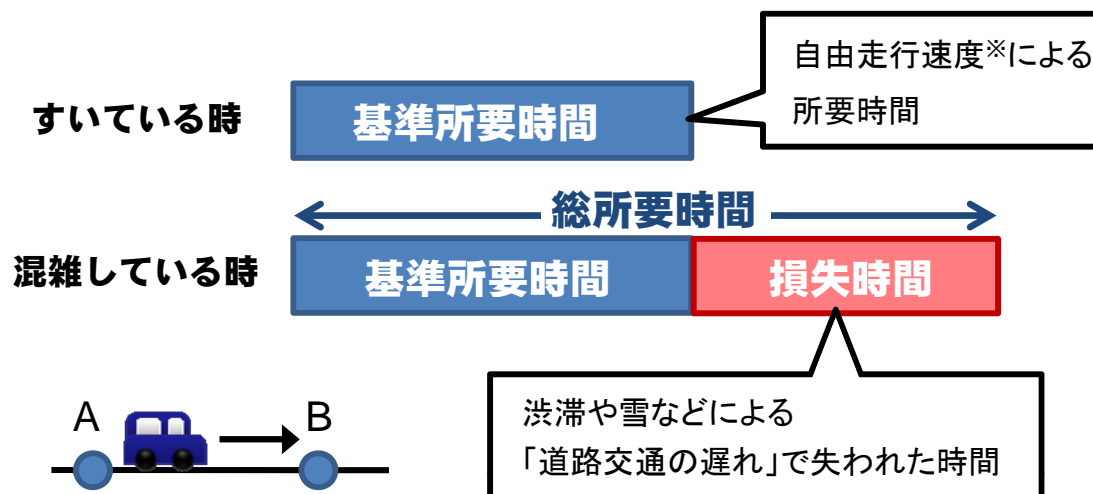 自由走行速度※による
所要時間
すいている時
基準所要時間
総所要時間
混雑している時
基準所要時間
損失時間
渋滞や雪などによる
「道路交通の遅れ」で失われた時間
A
B